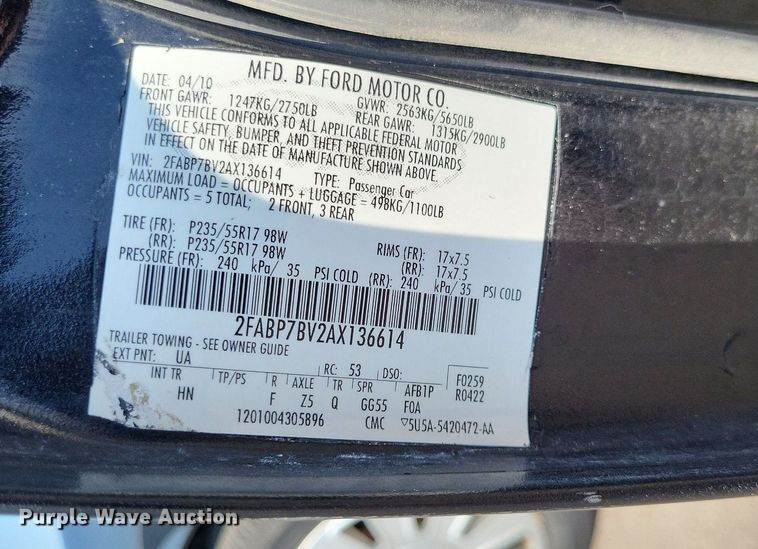 MFD. BY FORD MOTOR CO.
DATE: 04/10 GVWR: 2563KG/5650LB
FRONT GAWR: 1247KG/2750LB REAR GAWR: 1315KG/2900LB
THIS VEHICLE CONFORMS TO ALL APPLICABLE FEDERAL MOTOR
VEHICLE SAFETY, BUMPER, AND THEFT PREVENTION STANDARDS
IN EFFECT ON THE DATE OF MANUFACTURE SHOWN ABOVE.
VIN: 2FABP7BV2AX136614 TYPE: Passenger Car
MAXIMUM LOAD = OCCUPANTS + LUGGAGE = 498KG/1100LB
OCCUPANTS = 5 TOTAL; 2 FRONT, 3 REAR
TIRE (FR): P235/55R17 98W RIMS (FR): 17x7.5
(RR): P235/55R17 98W (RR): 17x7.5
PRESSURE (FR): 240 kPa/ 35 PSI COLD (RR): 240 kPa/35 PSI COLD
2FABP7BV2AX136614
TRAILER TOWING - SEE OWNER GUIDE
EXT PNT: UA RC: 53 DSO: F0259
INT TR TP/PS R AXLE TR SPR AFB1P R0422
HN F Z5 Q GG55 F0A
1201004305896 CMC ▽5U5A-5420472-AA
Purple Wave Auction